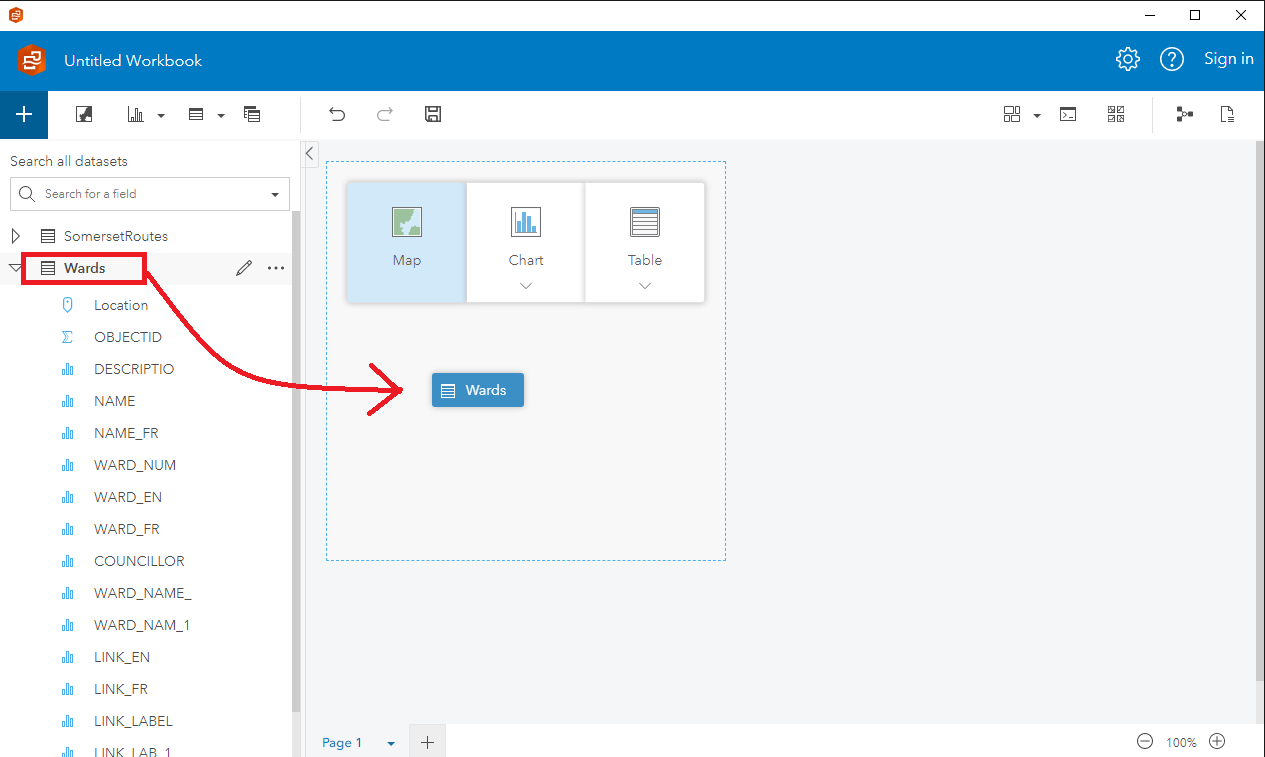 Untitled Workbook
Sign in
Search all datasets
Search for a field
SomersetRoutes
Wards
Location
OBJECTID
DESCRIPTIO
NAME
NAME_FR
WARD_NUM
WARD_EN
WARD_FR
COUNCILLOR
WARD_NAME_
WARD_NAM_1
LINK_EN
LINK_FR
LINK_LABEL
LINK_LAB_1
Map
Chart
Table
Wards
Page 1
100%